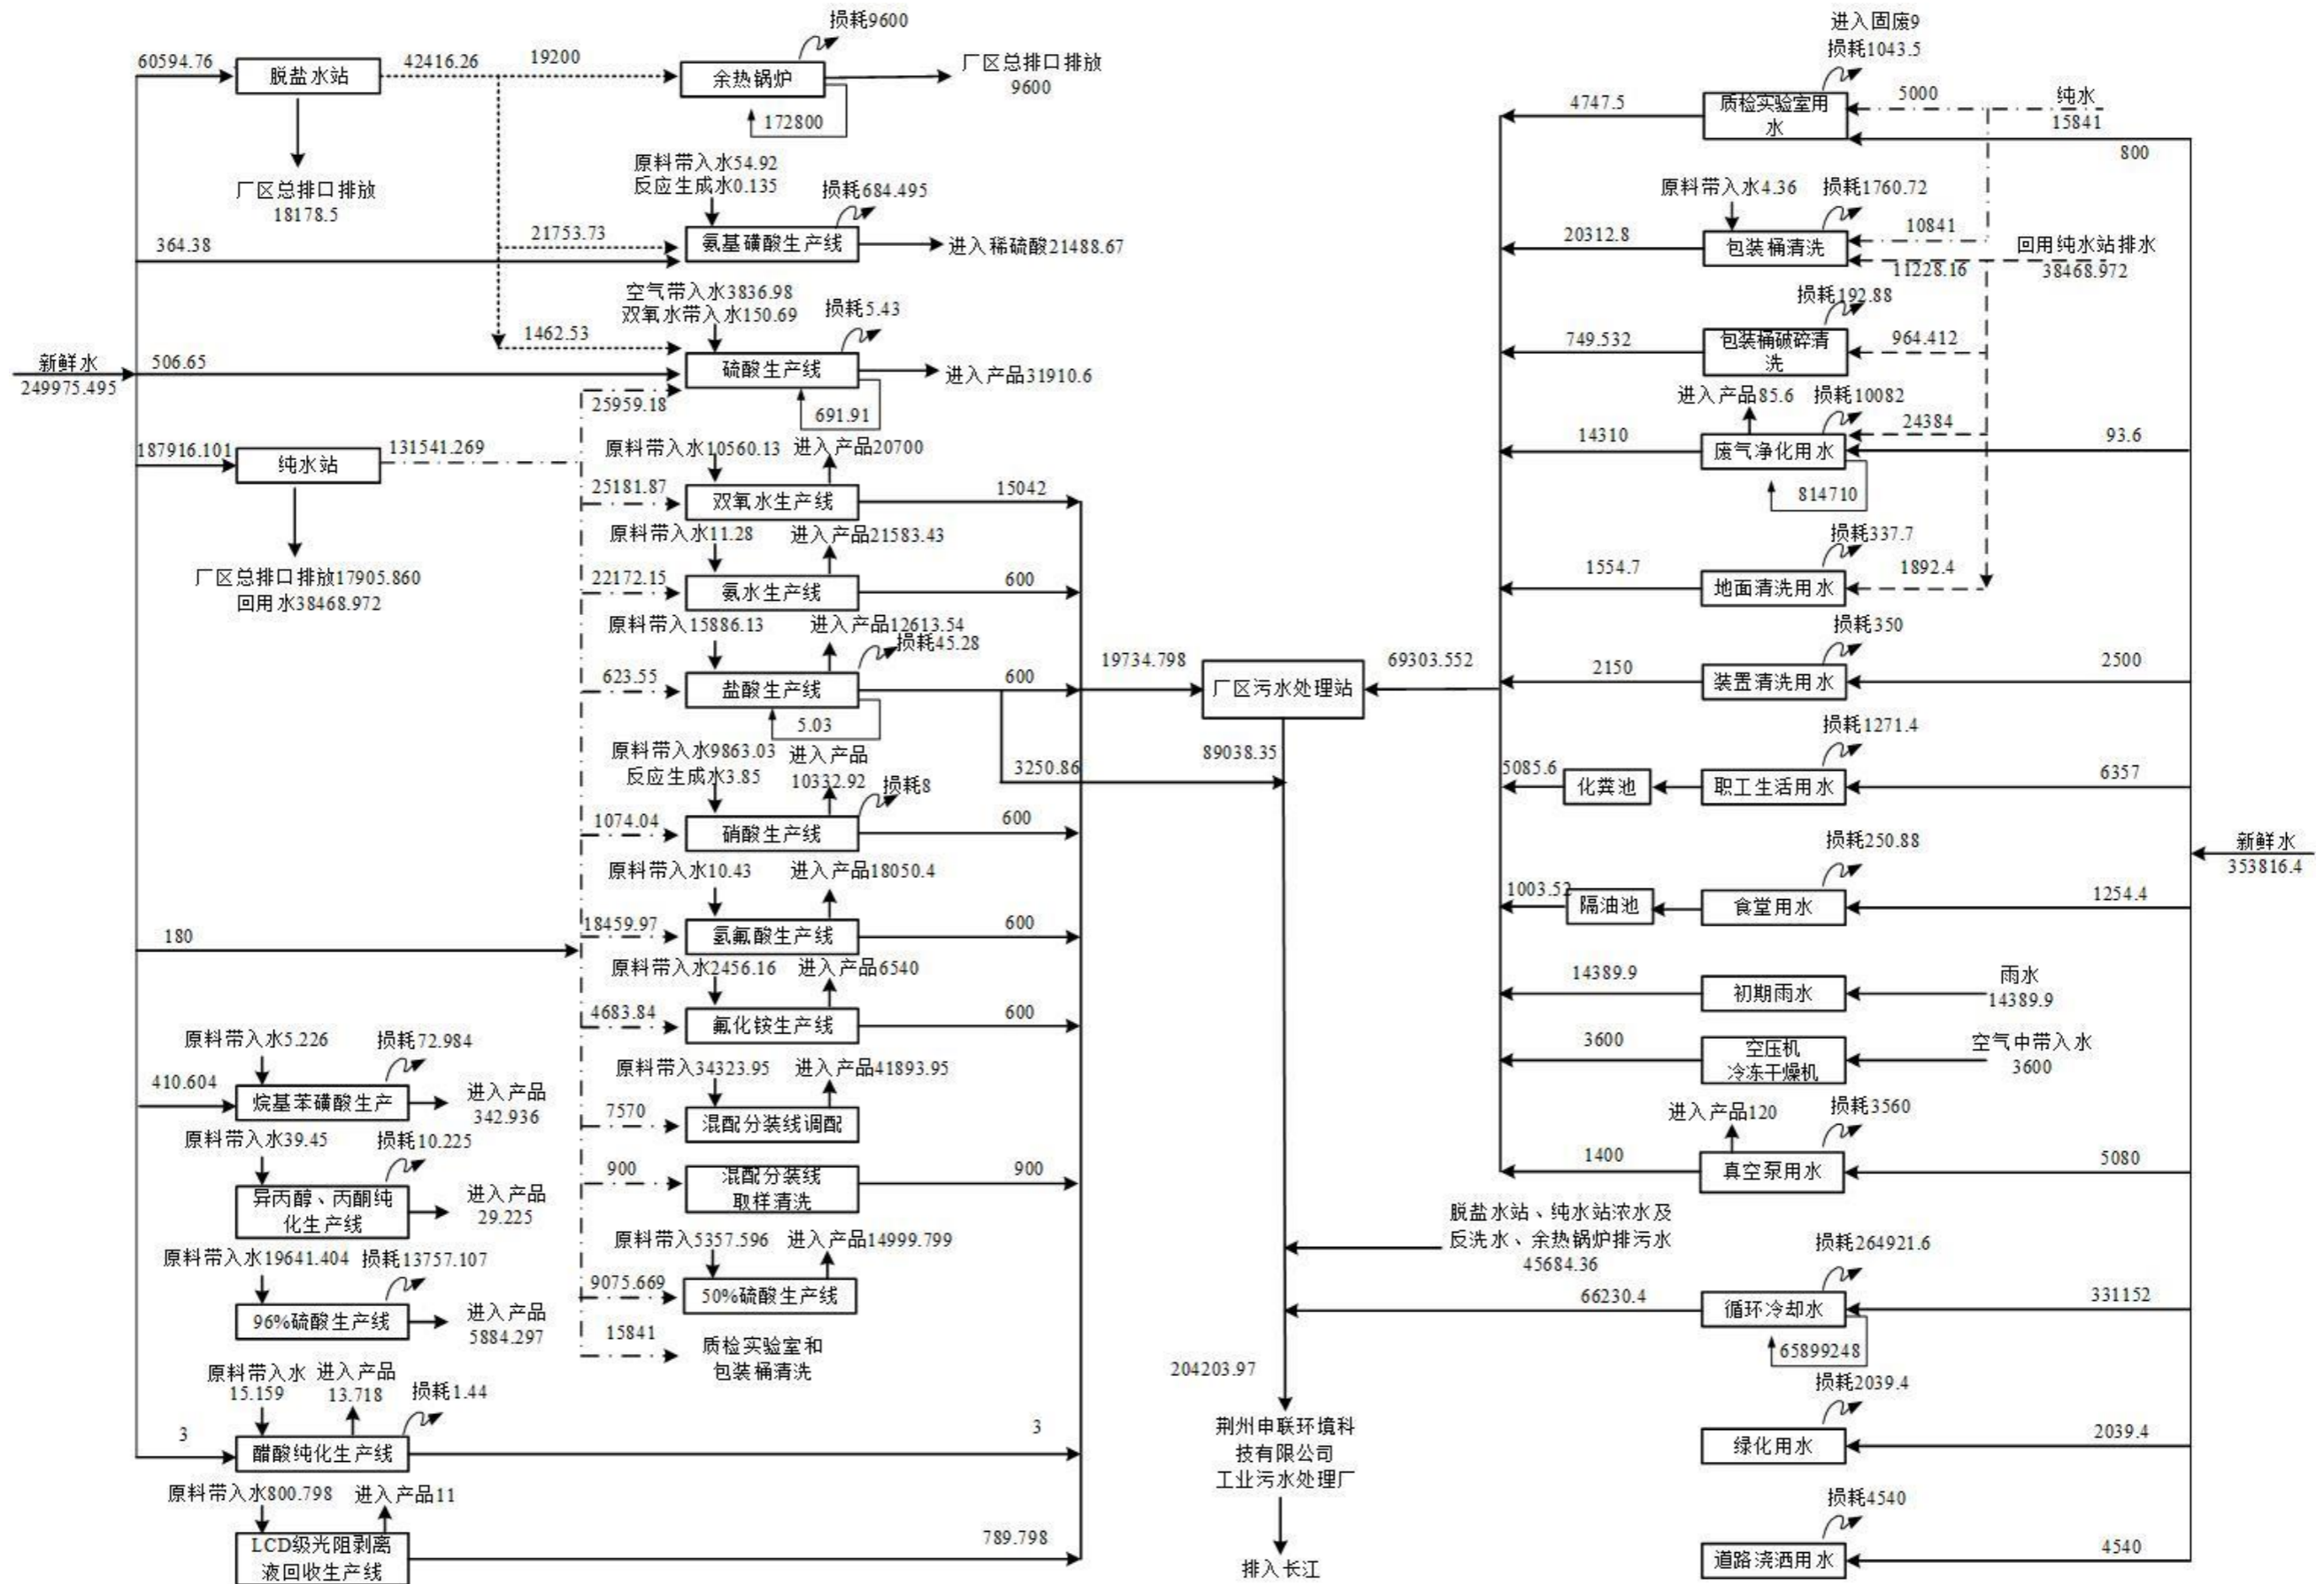 损耗9600
60594.76
脱盐水站
42416.26
19200
余热锅炉
厂区总排口排放
9600
172800
厂区总排口排放
18178.5
原料带入水54.92
反应生成水0.135
损耗684.495
364.38
21753.73
氨基磺酸生产线
进入稀硫酸21488.67
空气带入水3836.98
双氧水带入水150.69
损耗5.43
1462.53
新鲜水
249975.495
506.65
硫酸生产线
进入产品31910.6
25959.18
691.91
187916.101
纯水站
131541.269
原料带入水10560.13
进入产品20700
25181.87
双氧水生产线
15042
厂区总排口排放17905.860
回用水38468.972
原料带入水11.28
进入产品21583.43
22172.15
氨水生产线
600
原料带入15886.13
进入产品12613.54
损耗45.28
623.55
盐酸生产线
600
5.03
3250.86
原料带入水9863.03
反应生成水3.85
进入产品
10332.92
损耗8
1074.04
硝酸生产线
600
原料带入水10.43
进入产品18050.4
180
18459.97
氢氟酸生产线
600
原料带入水2456.16
进入产品6540
4683.84
氟化铵生产线
600
原料带入水5.226
损耗72.984
410.604
烷基苯磺酸生产
进入产品
342.936
原料带入34323.95
进入产品41893.95
7570
混配分装线调配
原料带入水39.45
损耗10.225
异丙醇、丙酮纯
化生产线
进入产品
29.225
900
混配分装线
取样清洗
900
原料带入水19641.404
损耗13757.107
96%硫酸生产线
进入产品
5884.297
原料带入5357.596
进入产品14999.799
9075.669
50%硫酸生产线
15841
质检实验室和
包装桶清洗
原料带入水
15.159
进入产品
13.718
损耗1.44
3
醋酸纯化生产线
3
原料带入水800.798
进入产品11
LCD级光阻剥离
液回收生产线
789.798
19734.798
厂区污水处理站
69303.552
89038.35
脱盐水站、纯水站浓水及
反洗水、余热锅炉排污水
45684.36
204203.97
荆州申联环境科
技有限公司
工业污水处理厂
排入长江
进入固废9
损耗1043.5
4747.5
质检实验室用
水
5000
纯水
15841
800
原料带入水4.36
损耗1760.72
20312.8
包装桶清洗
10841
11228.16
回用纯水站排水
38468.972
损耗192.88
749.532
包装桶破碎清
洗
964.412
进入产品85.6
损耗10082
14310
废气净化用水
24384
93.6
814710
损耗337.7
1554.7
地面清洗用水
1892.4
损耗350
2150
装置清洗用水
2500
损耗1271.4
5085.6
化粪池
职工生活用水
6357
损耗250.88
1003.52
隔油池
食堂用水
1254.4
新鲜水
353816.4
14389.9
初期雨水
雨水
14389.9
3600
空压机
冷冻干燥机
空气中带入水
3600
进入产品120
损耗3560
1400
真空泵用水
5080
损耗264921.6
66230.4
循环冷却水
331152
65899248
损耗2039.4
绿化用水
2039.4
损耗4540
道路浇洒用水
4540